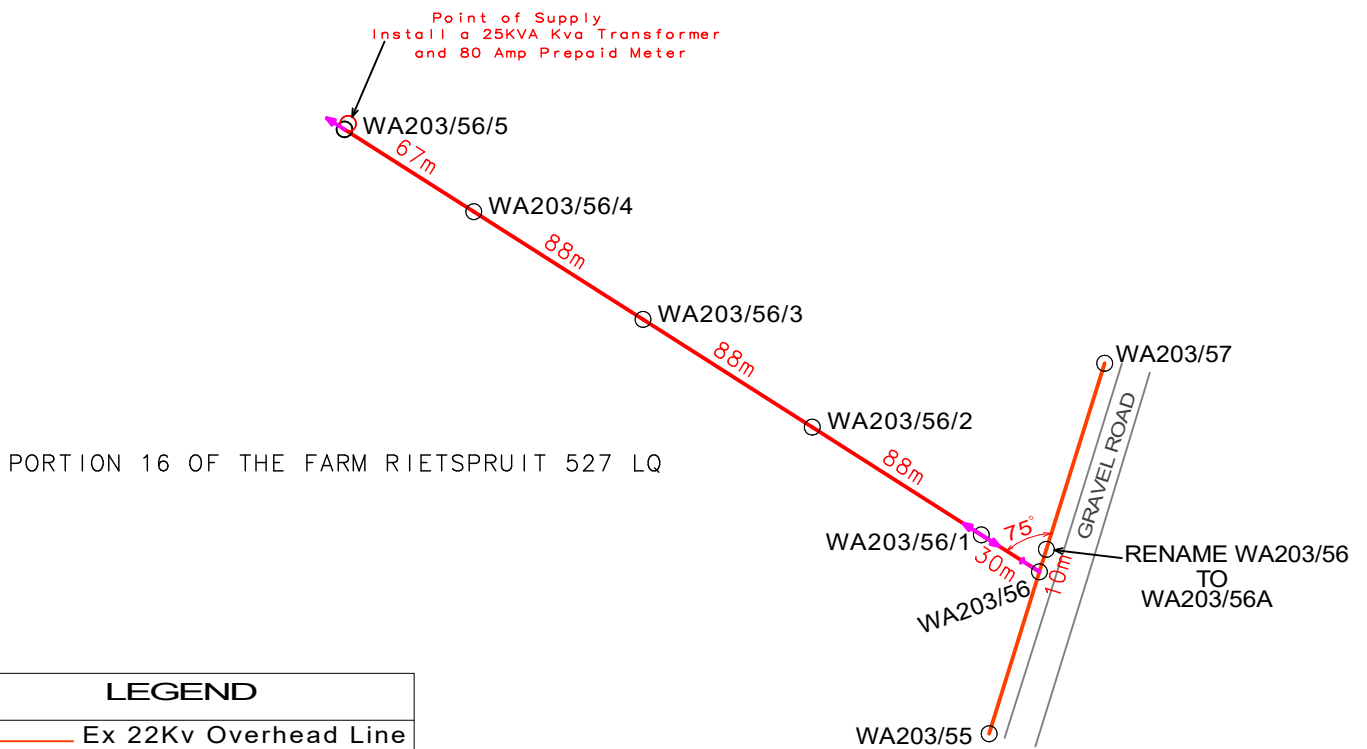 Point of Supply
Install a 25KVA Kva Transformer
and 80 Amp Prepaid Meter
WA203/56/5
67m
WA203/56/4
88m
WA203/56/3
88m
WA203/57
WA203/56/2
GRAVEL ROAD
PORTION 16 OF THE FARM RIETSPRUIT 527 LQ
88m
75°
WA203/56/1
30m
10m
RENAME WA203/56
TO
WA203/56A
WA203/56
LEGEND
Ex 22Kv Overhead Line
WA203/55